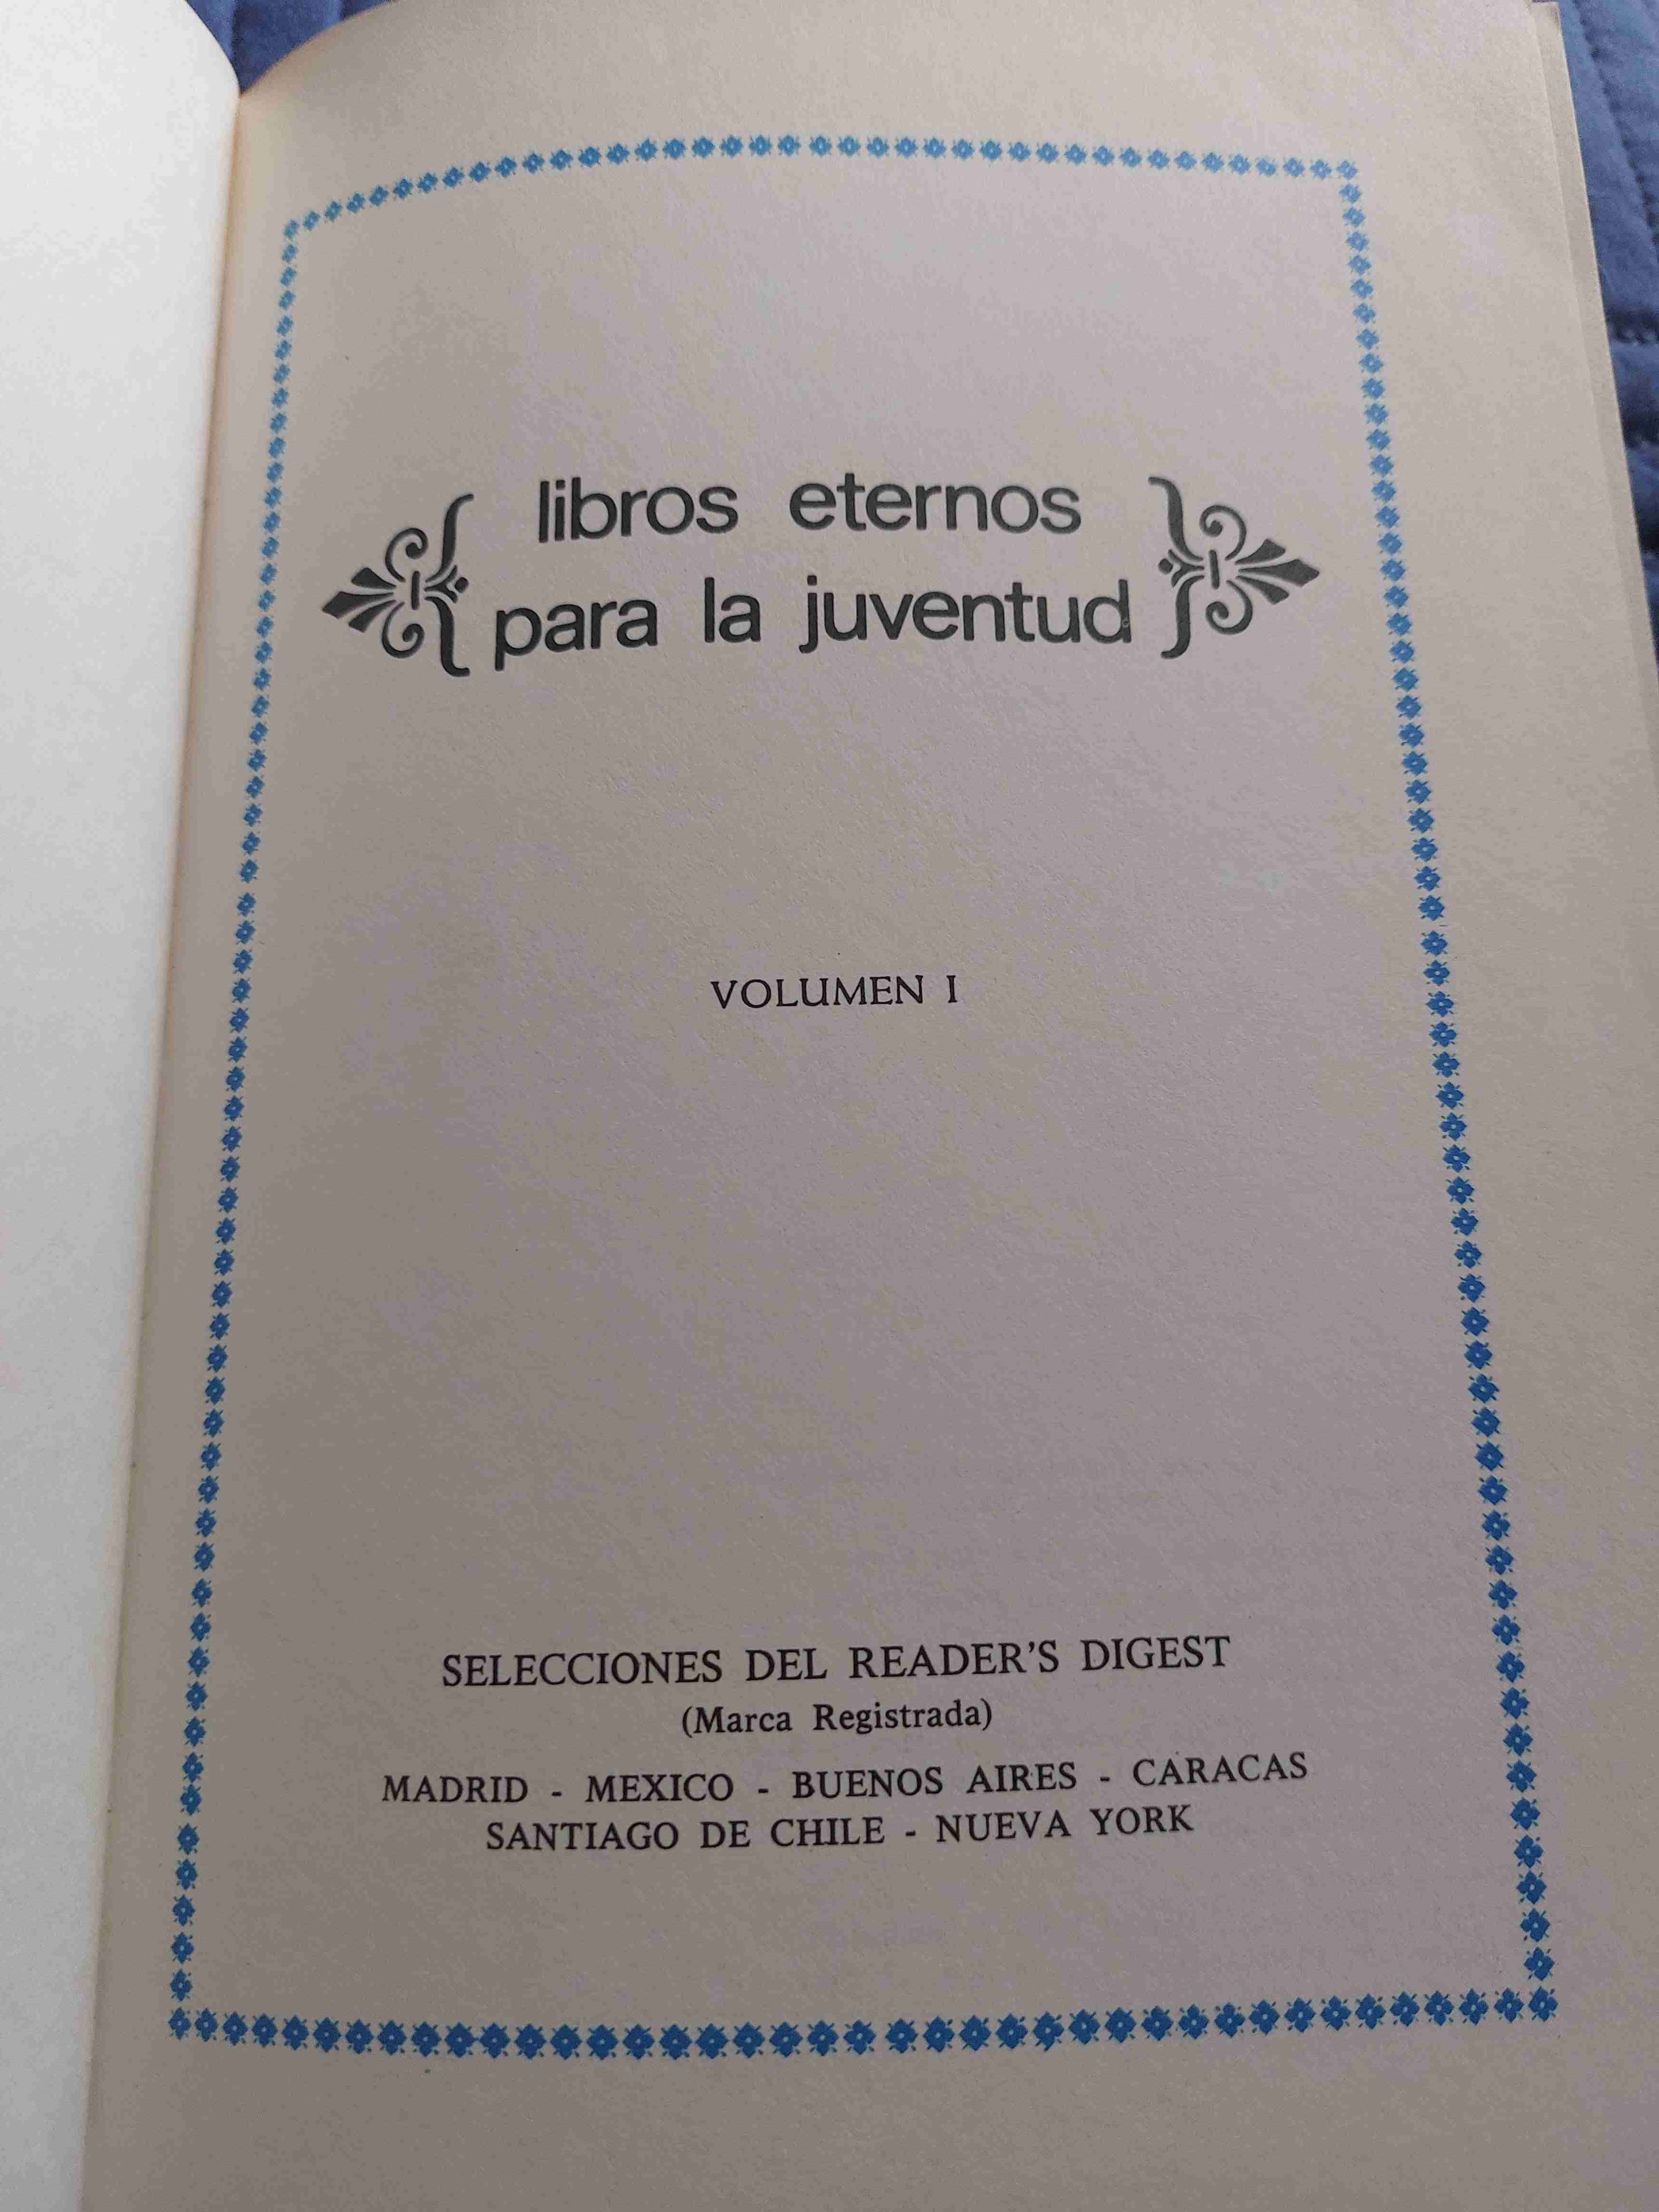 libros eternos
para la juventud
VOLUMEN I
SELECCIONES DEL READER'S DIGEST
(Marca Registrada)
MADRID - MEXICO - BUENOS AIRES - CARACAS
SANTIAGO DE CHILE - NUEVA YORK